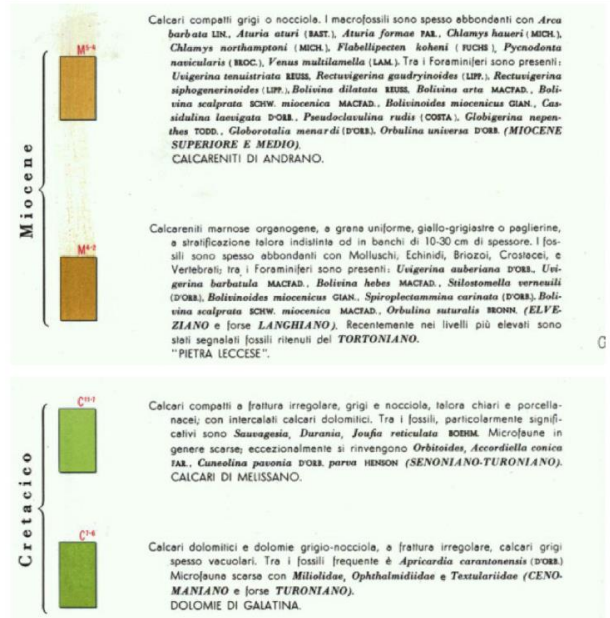 Miocene
M⁵⁻⁴
Calcari compatti grigi o nocciola. I macrofossili sono spesso abbondanti con Arca
barbata LIN., Aturia aturi (BAST.), Aturia formae PAR., Chlamys haueri (MICH.),
Chlamys northamptoni (MICH.), Flabellipecten koheni (FUCHS), Pycnodonta
navicularis (BROC.), Venus multilamella (LAM.). Tra i Foraminiferi sono presenti:
Uvigerina tenuistriata REUSS, Rectuvigerina gaudryinoides (LIPP.), Rectuvigerina
siphogenerinoides (LIPP.), Bolivina dilatata REUSS, Bolivina arta MACFAD., Boli-
vina scalprata SCHW. miocenica MACFAD., Bolivinoides miocenicus GIAN., Cas-
sidulina laevigata D'ORB., Pseudoclavulina rudis (COSTA), Globigerina nepen-
thes TODD., Globorotalia menardi (D'ORB.), Orbulina universa D'ORB. (MIOCENE
SUPERIORE E MEDIO).
CALCARENITI DI ANDRANO.
Calcareniti marnose organogene, a grana uniforme, giallo-grigiastre o paglierine,
a stratificazione talora indistinta od in banchi di 10-30 cm di spessore. I fos-
sili sono spesso abbondanti con Molluschi, Echinidi, Briozoi, Crostacei, e
Vertebrati; tra i Foraminiferi sono presenti: Uvigerina auberiana D'ORB., Uvi-
gerina barbatula MACFAD., Bolivina hebes MACFAD., Stilostomella verneuili
(D'ORB.), Bolivinoides miocenicus GIAN., Spiroplectammina carinata (D'ORB.), Boli-
vina scalprata SCHW. miocenica MACFAD., Orbulina suturalis BRONN. (ELVE-
ZIANO e forse LANGHIANO). Recentemente nei livelli più elevati sono
stati segnalati fossili ritenuti del TORTONIANO.
"PIETRA LECCESE".
Cretacico
C¹¹⁻⁷
Calcari compatti a frattura irregolare, grigi e nocciola, talora chiari e porcella-
nacei; con intercalati calcari dolomitici. Tra i fossili, particolarmente signifi-
cativi sono Sauvagesia, Durania, Joufia reticulata BOEHM. Microfaune in
genere scarse; eccezionalmente si rinvengono Orbitoides, Accordiella conica
FAR., Cuneolina pavonia D'ORB. parva HENSON (SENONIANO-TURONIANO).
CALCARI DI MELISSANO.
C⁷⁻⁶
Calcari dolomitici e dolomie grigio-nocciola, a frattura irregolare, calcari grigi
spesso vacuolari. Tra i fossili frequente è Apricardia carantonensis (D'ORB.)
Microfauna scarsa con Miliolidae, Ophthalmidiidae e Textulariidae (CENO-
MANIANO e forse TURONIANO).
DOLOMIE DI GALATINA.